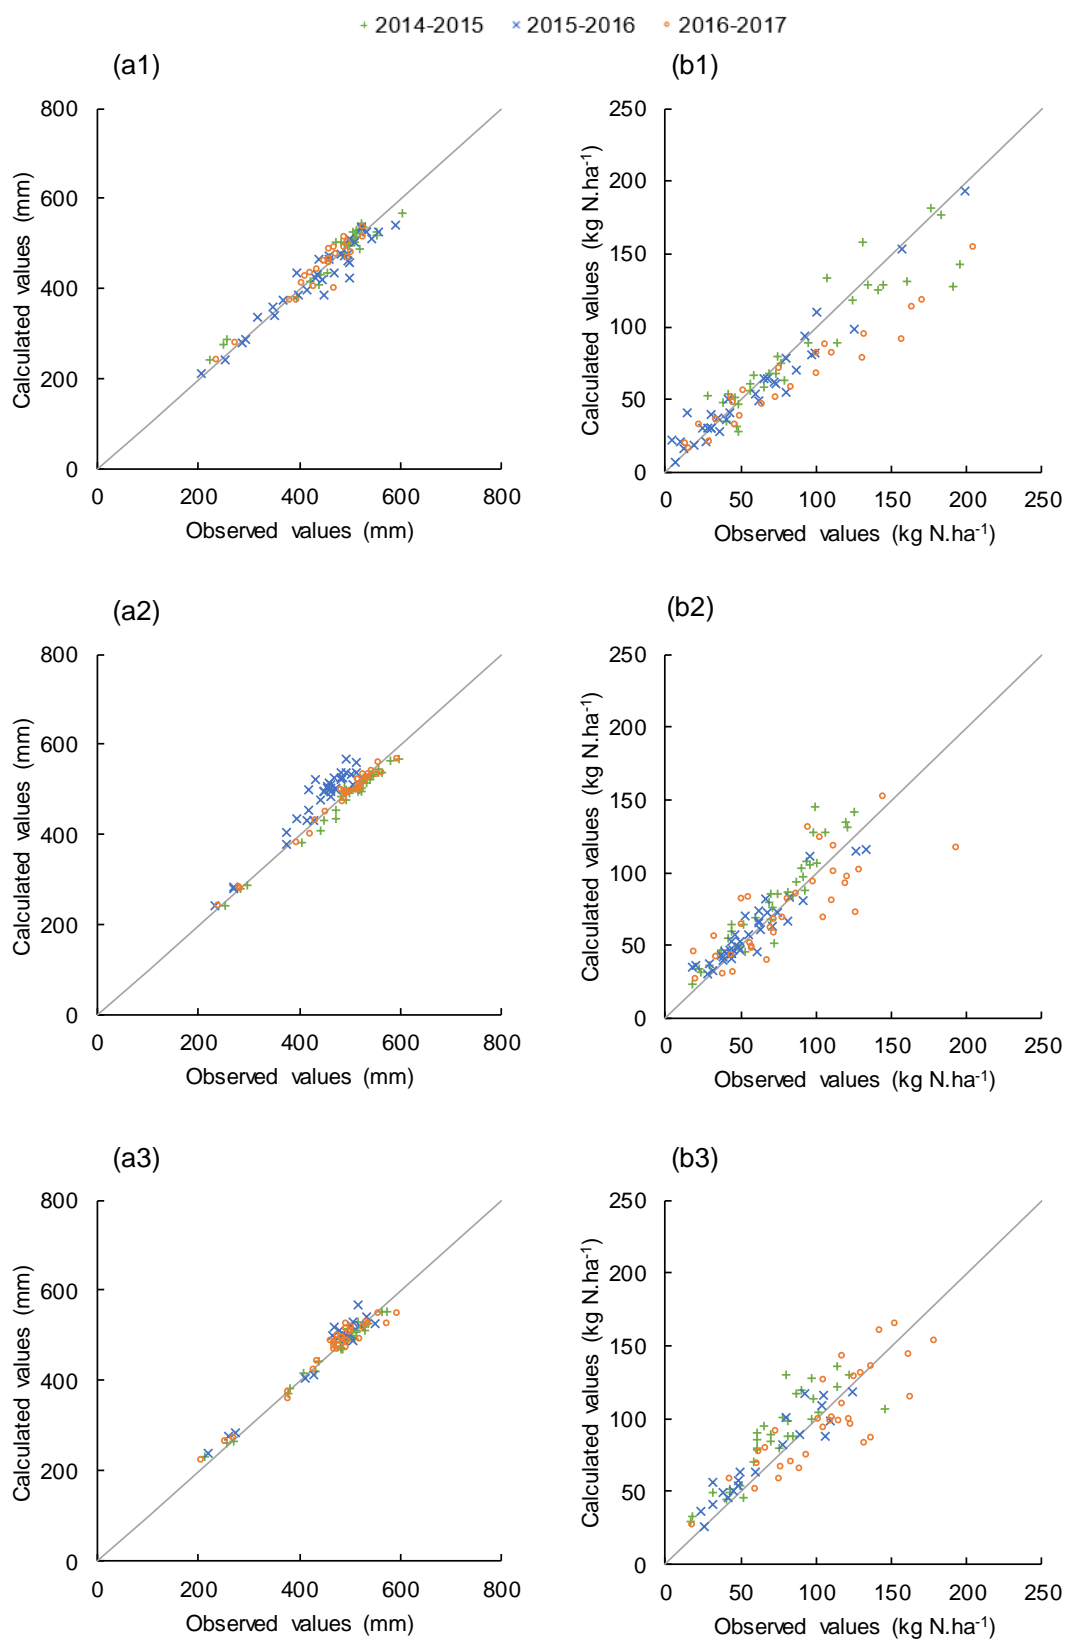 2014-2015 2015-2016 2016-2017
(a1) (b1)
Calculated values (mm)
800
600
400
200
0
0 200 400 600 800
Observed values (mm)
Calculated values (kg N.ha-1)
250
200
150
100
50
0
0 50 100 150 200 250
Observed values (kg N.ha-1)
(a2) (b2)
Calculated values (mm)
800
600
400
200
0
0 200 400 600 800
Observed values (mm)
Calculated values (kg N.ha-1)
250
200
150
100
50
0
0 50 100 150 200 250
Observed values (kg N.ha-1)
(a3) (b3)
Calculated values (mm)
800
600
400
200
0
0 200 400 600 800
Observed values (mm)
Calculated values (kg N.ha-1)
250
200
150
100
50
0
0 50 100 150 200 250
Observed values (kg N.ha-1)